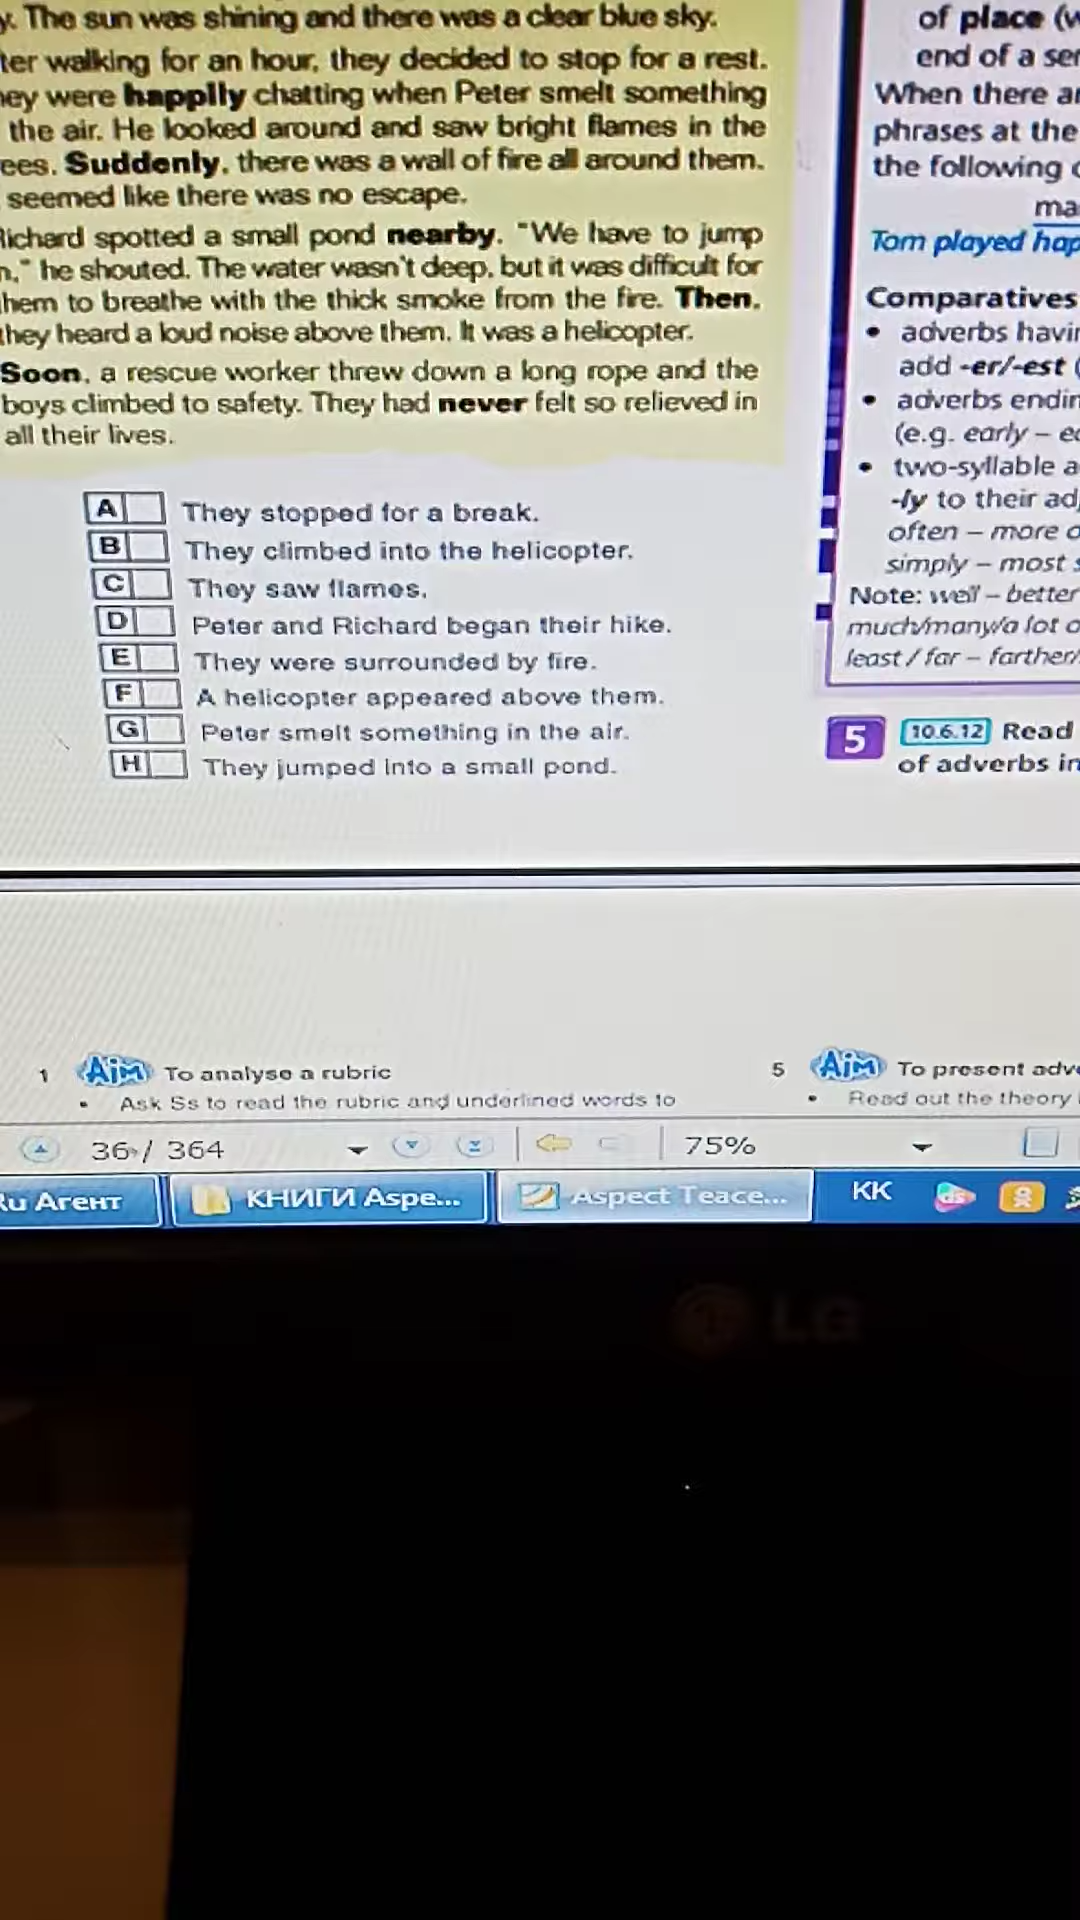 The sun was shining and there was a clear blue sky.
walking for an hour, they decided to stop for a rest.
were happily chatting when Peter smelt something
the air. He looked around and saw bright flames in the
Suddenly, there was a wall of fire all around them.
seemed like there was no escape.
Richard spotted a small pond nearby. "We have to jump
he shouted. The water wasn't deep, but it was difficult for
them to breathe with the thick smoke from the fire. Then,
they heard a loud noise above them. It was a helicopter.
Soon, a rescue worker threw down a long rope and the
boys climbed to safety. They had never felt so relieved in
all their lives.
A They stopped for a break.
B They climbed into the helicopter.
C They saw flames.
D Peter and Richard began their hike.
E They were surrounded by fire.
F A helicopter appeared above them.
G Peter smelt something in the air.
H They jumped into a small pond.
of place (
end of a
When there
phrases at the
the following
Tom played
Comparatives
• adverbs
add -er/-est (
• adverbs
(e.g. early –
• two-syllable
-ly to their
often – more
simply – most
Note: well – better
much/many/a lot
least / far –
5 10.6.12 Read
of adverbs
1 Aim To analyse a rubric
• Ask Ss to read the rubric and underlined words to
5 Aim To present
• Read out the theory
36 / 364 75%
Агент КНИГИ Aspe... Aspect Teace... KK
LG